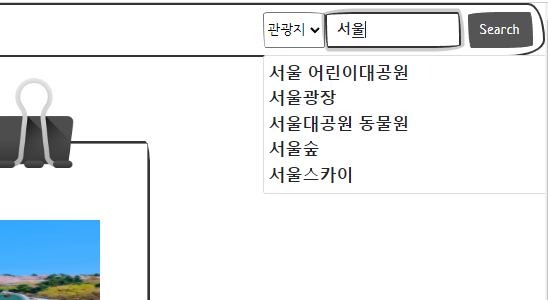 관광지 서울 Search
서울 어린이대공원
서울광장
서울대공원 동물원
서울숲
서울스카이